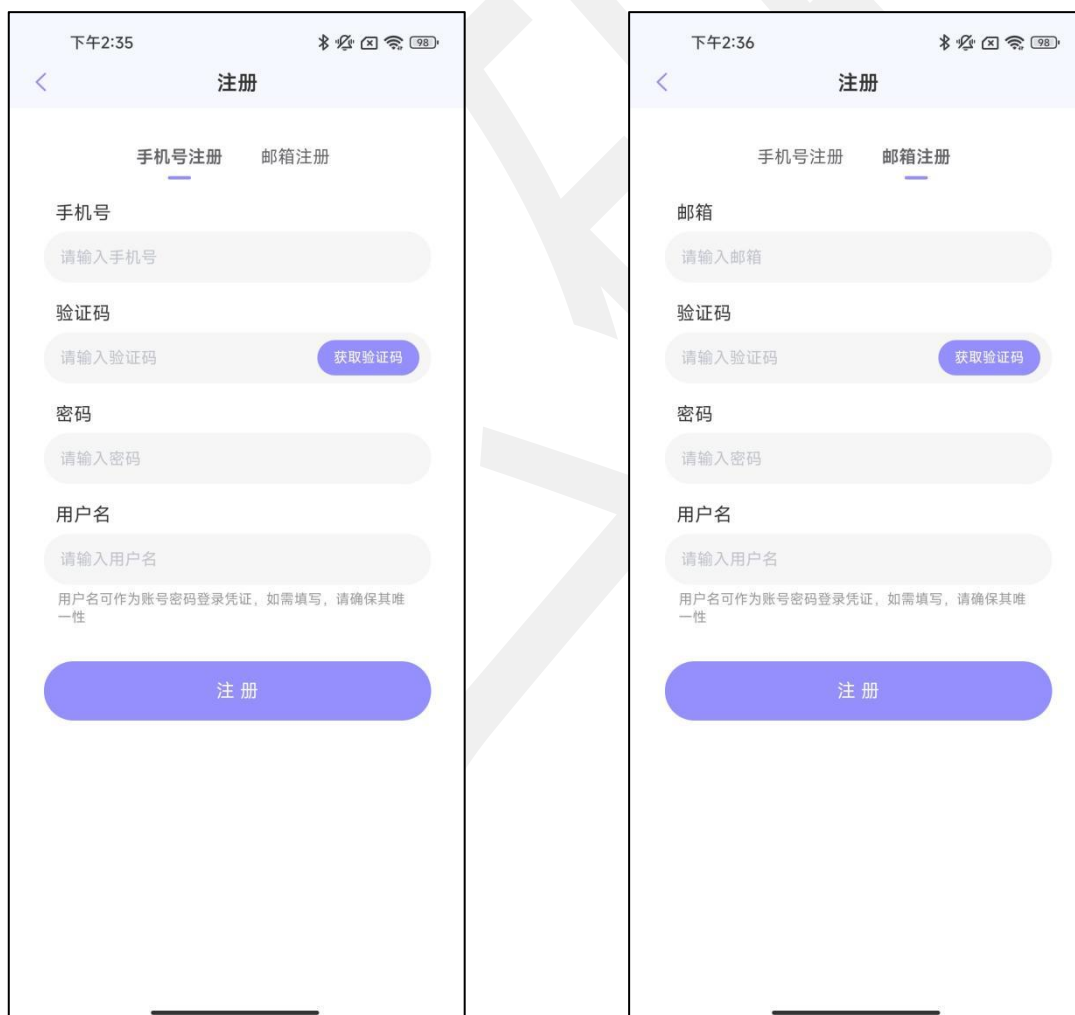 下午2:35
98
注册
手机号注册 邮箱注册
手机号
请输入手机号
验证码
请输入验证码 获取验证码
密码
请输入密码
用户名
请输入用户名
用户名可作为账号密码登录凭证，如需填写，请确保其唯
一性
注 册
下午2:36
98
注册
手机号注册 邮箱注册
邮箱
请输入邮箱
验证码
请输入验证码 获取验证码
密码
请输入密码
用户名
请输入用户名
用户名可作为账号密码登录凭证，如需填写，请确保其唯
一性
注 册